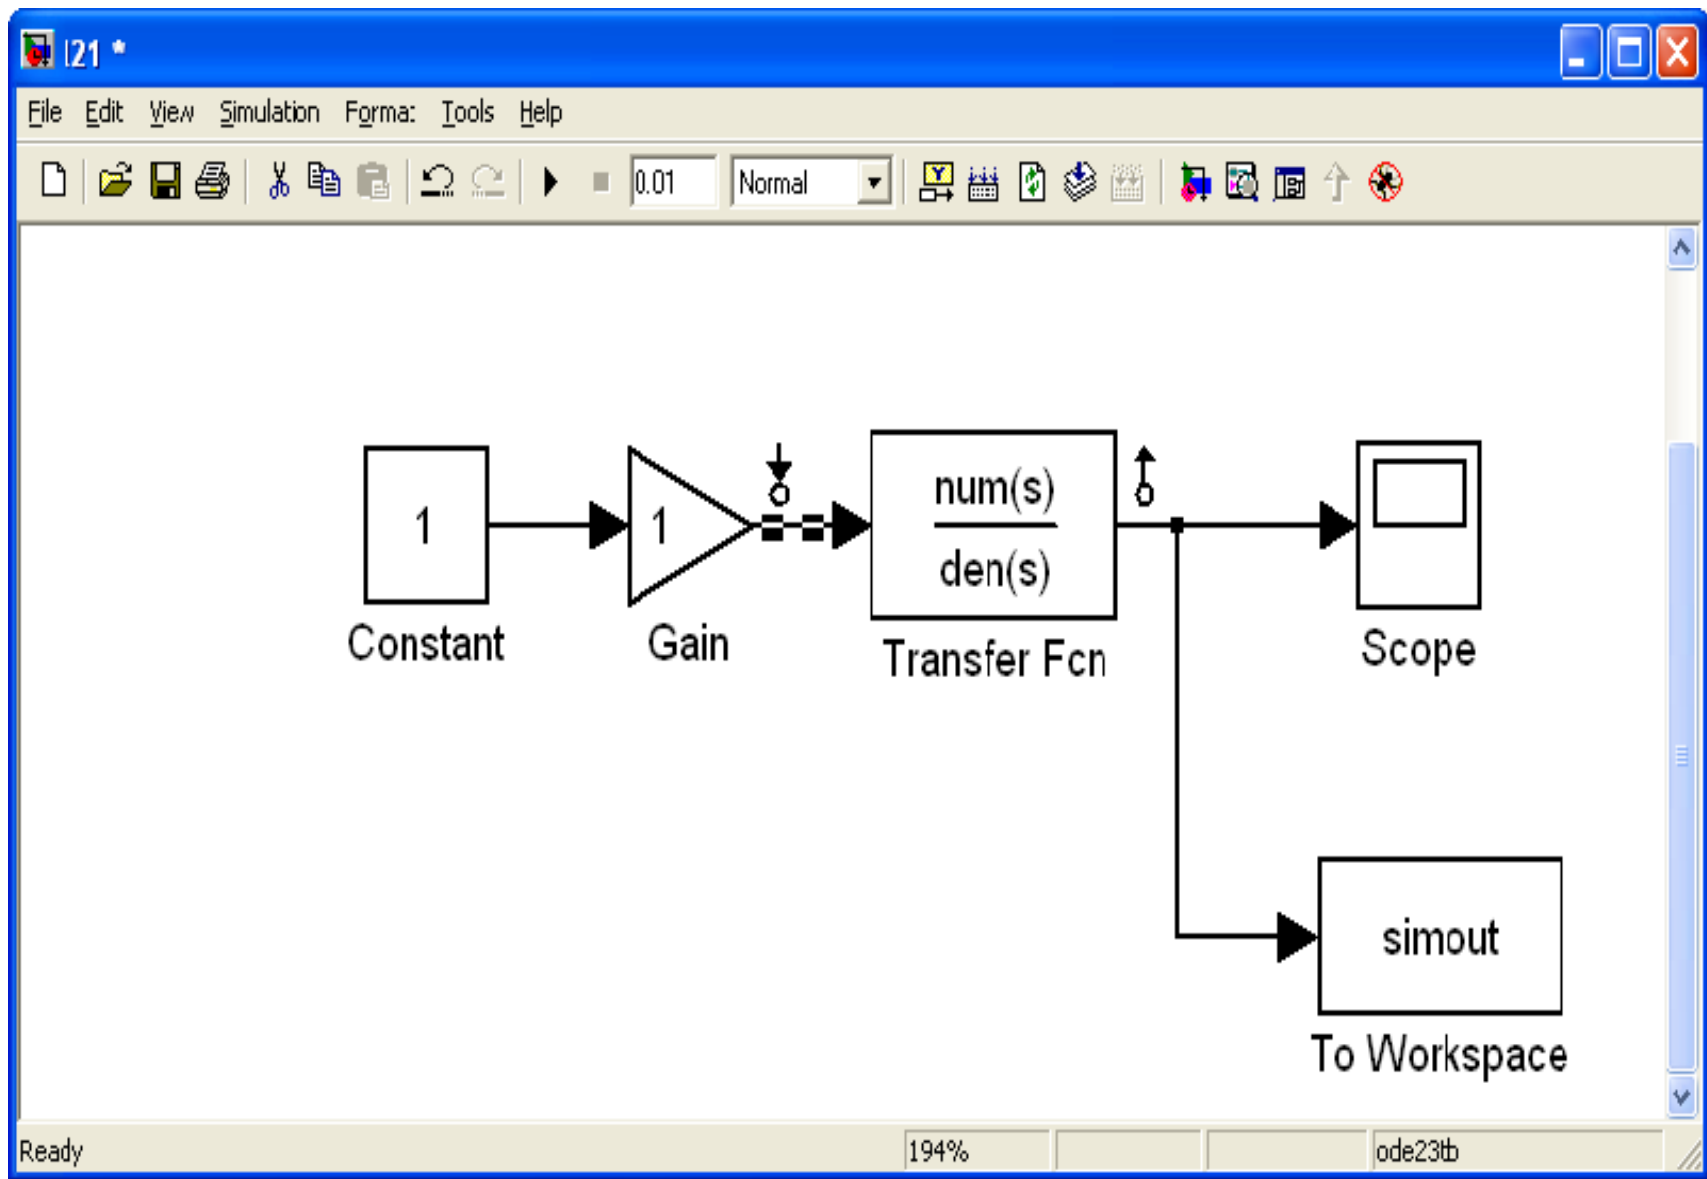 l21 *
File Edit View Simulation Format Tools Help
0.01 Normal
1 1 num(s)
den(s)
Constant Gain Transfer Fcn Scope
simout
To Workspace
Ready 194% ode23tb